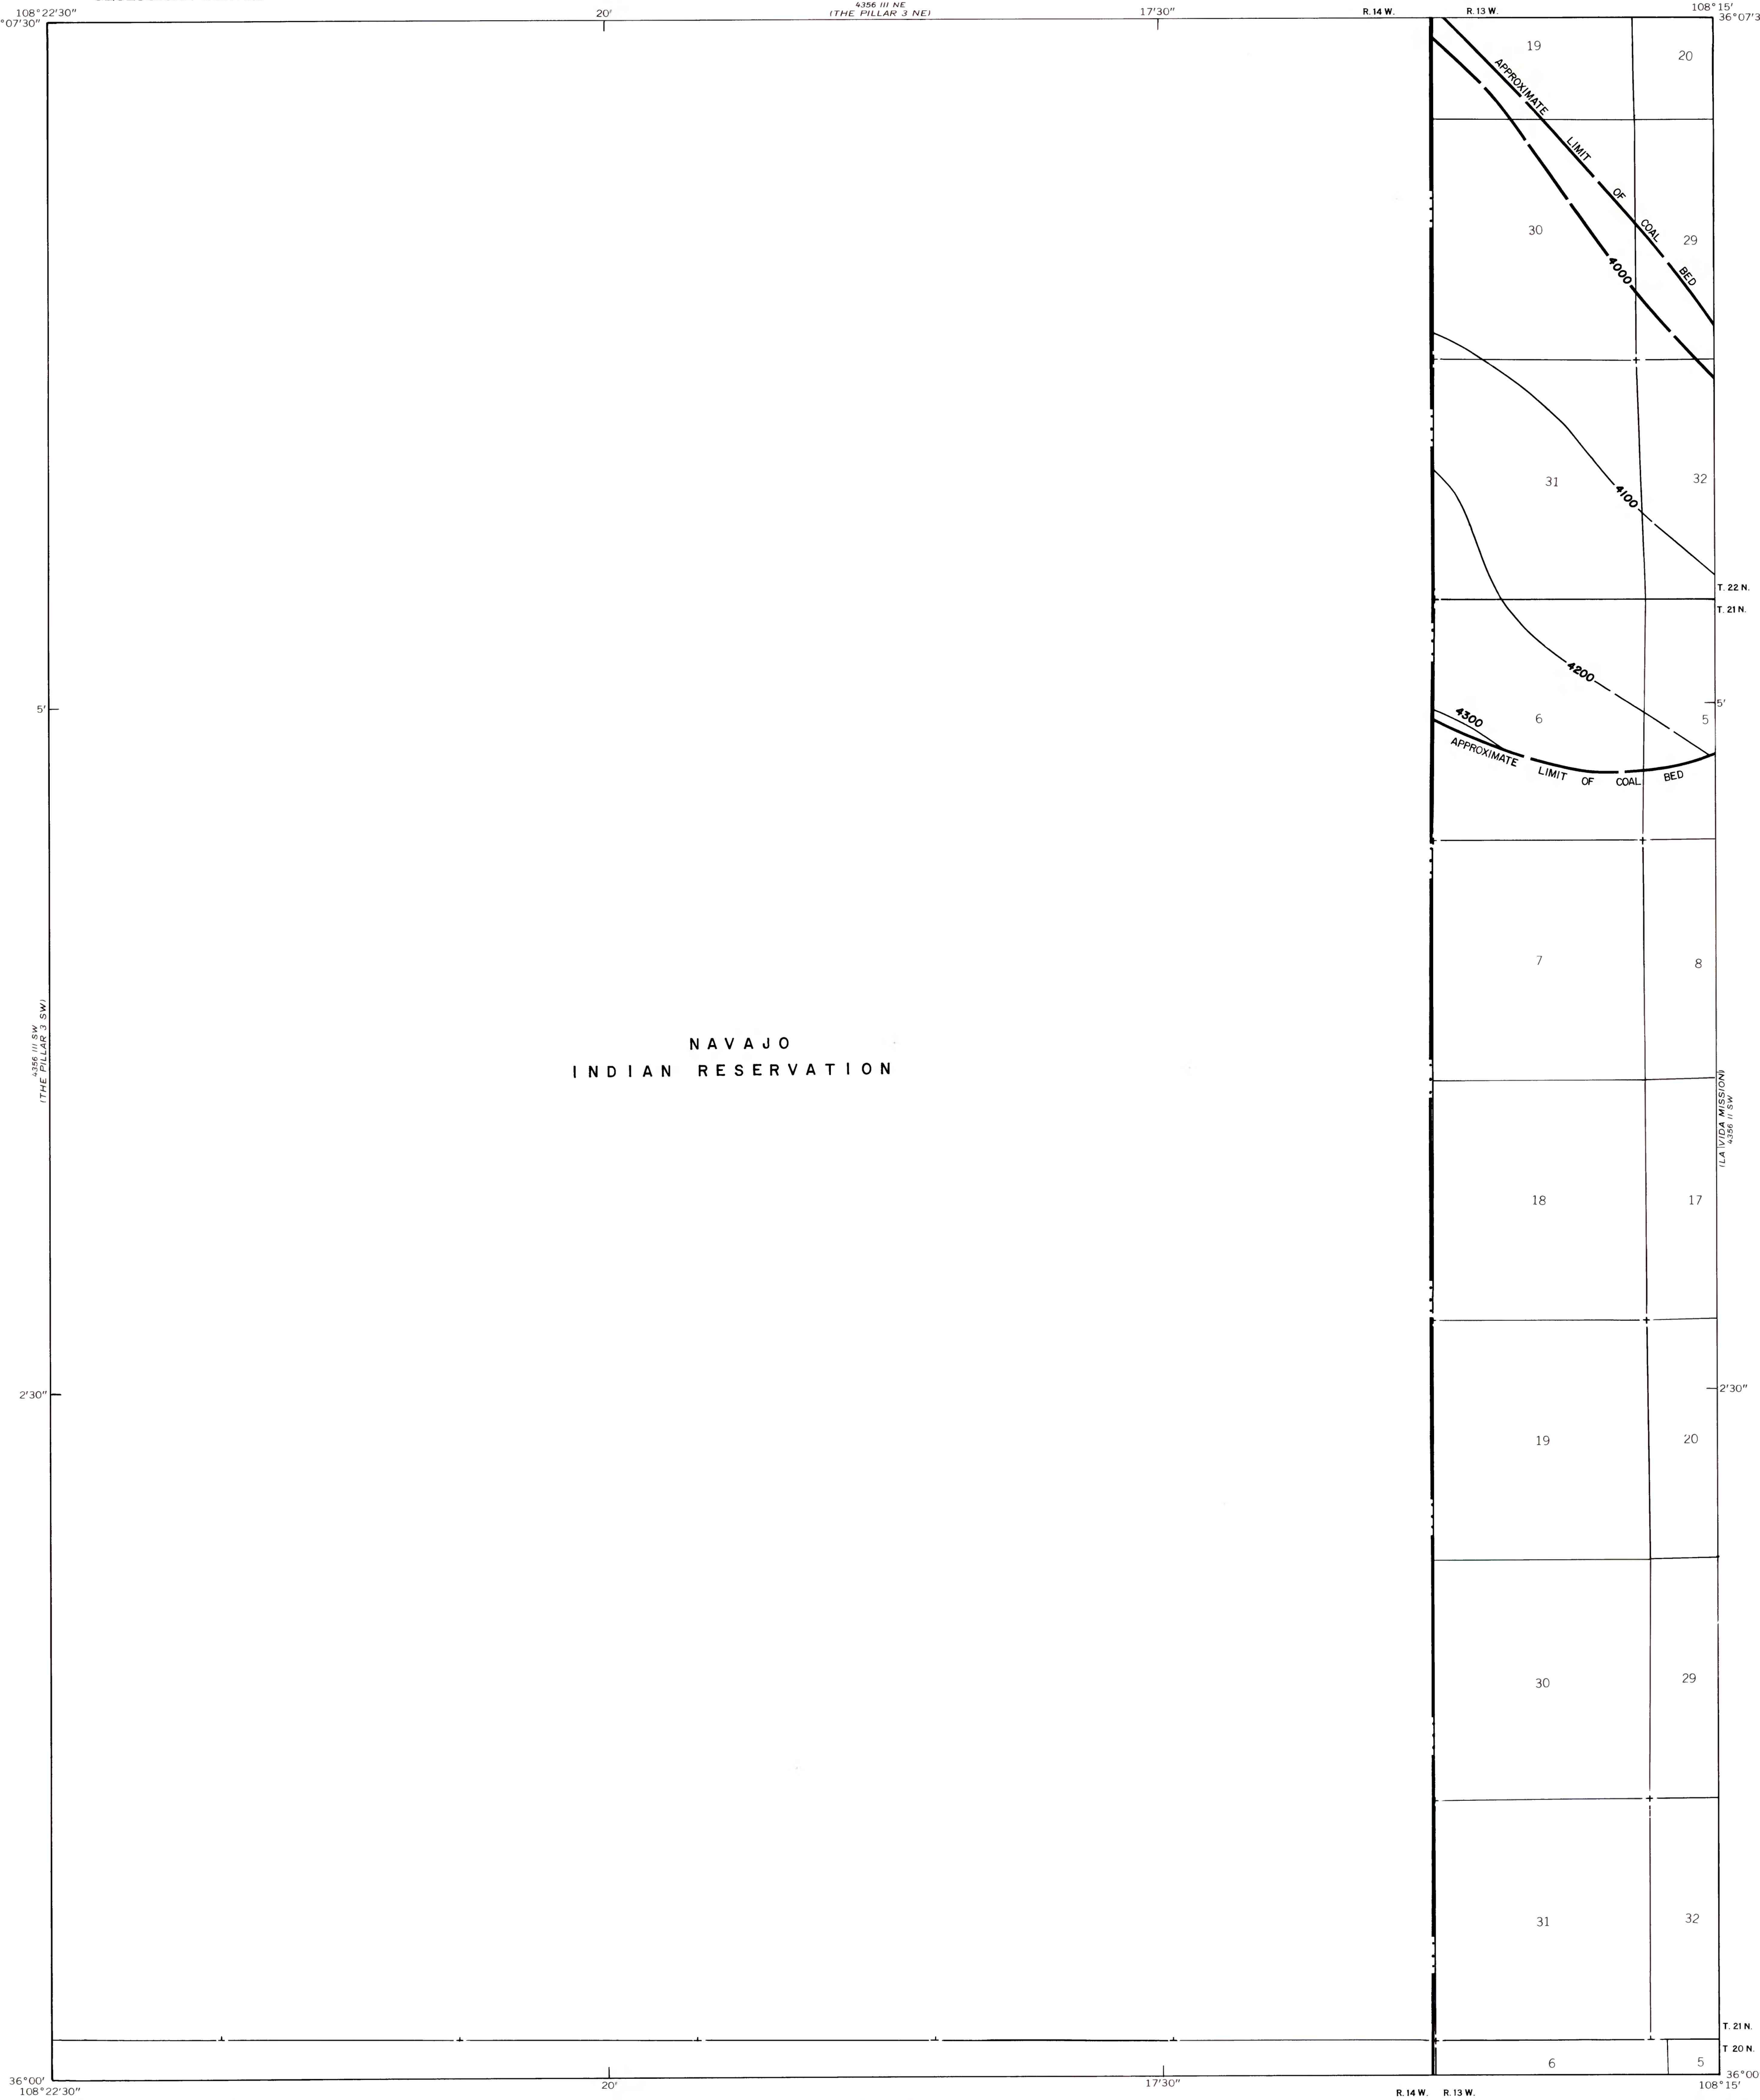 108°22'30"
20'
4356 III NE
(THE PILLAR 3 NE)
17'30"
R. 14 W.
R. 13 W.
108°15'
°07'30"
36°07'3
19
20
APPROXIMATE LIMIT OF COAL BED
30
29
4000
31
32
4100
T. 22 N.
T. 21 N.
4200
5'
5'
4300
6
5
APPROXIMATE LIMIT OF COAL BED
7
8
4356 III SW
(THE PILLAR 3 SW)
NAVAJO
INDIAN RESERVATION
(LA VIDA MISSION)
4356 II SW
18
17
2'30"
2'30"
19
20
30
29
31
32
T. 21 N.
T 20 N.
6
5
36°00'
36°00
108°22'30"
20'
17'30"
R. 14 W.
R. 13 W.
108°15'